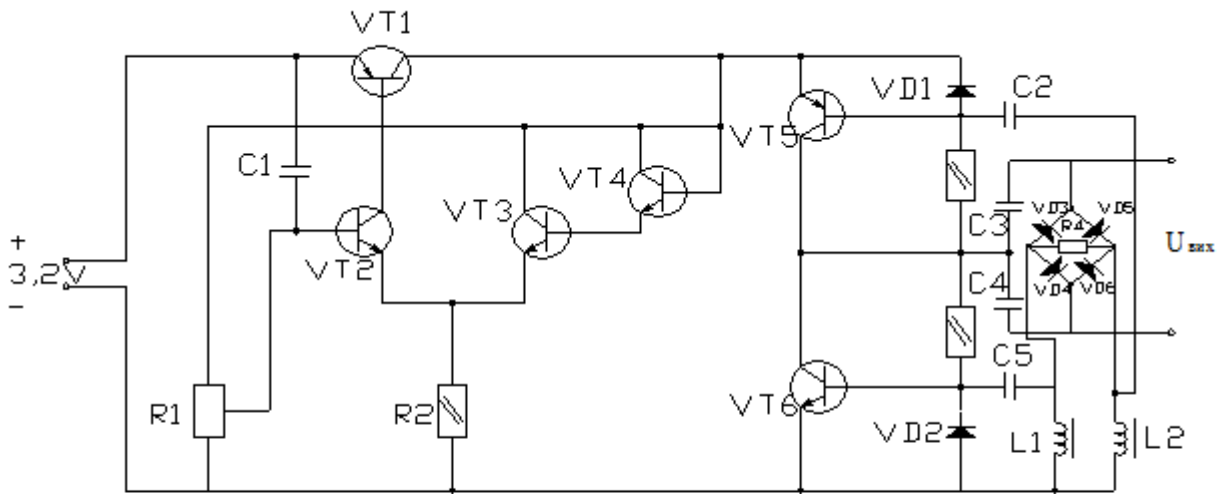 VT1
VD1
C2
VT5
C1
VT4
VT3
VD3
VD5
C3
R4
U вих
VT2
+
3,2V
-
C4
VD4
VD6
C5
R1
R2
VT6
VD2
L1
L2